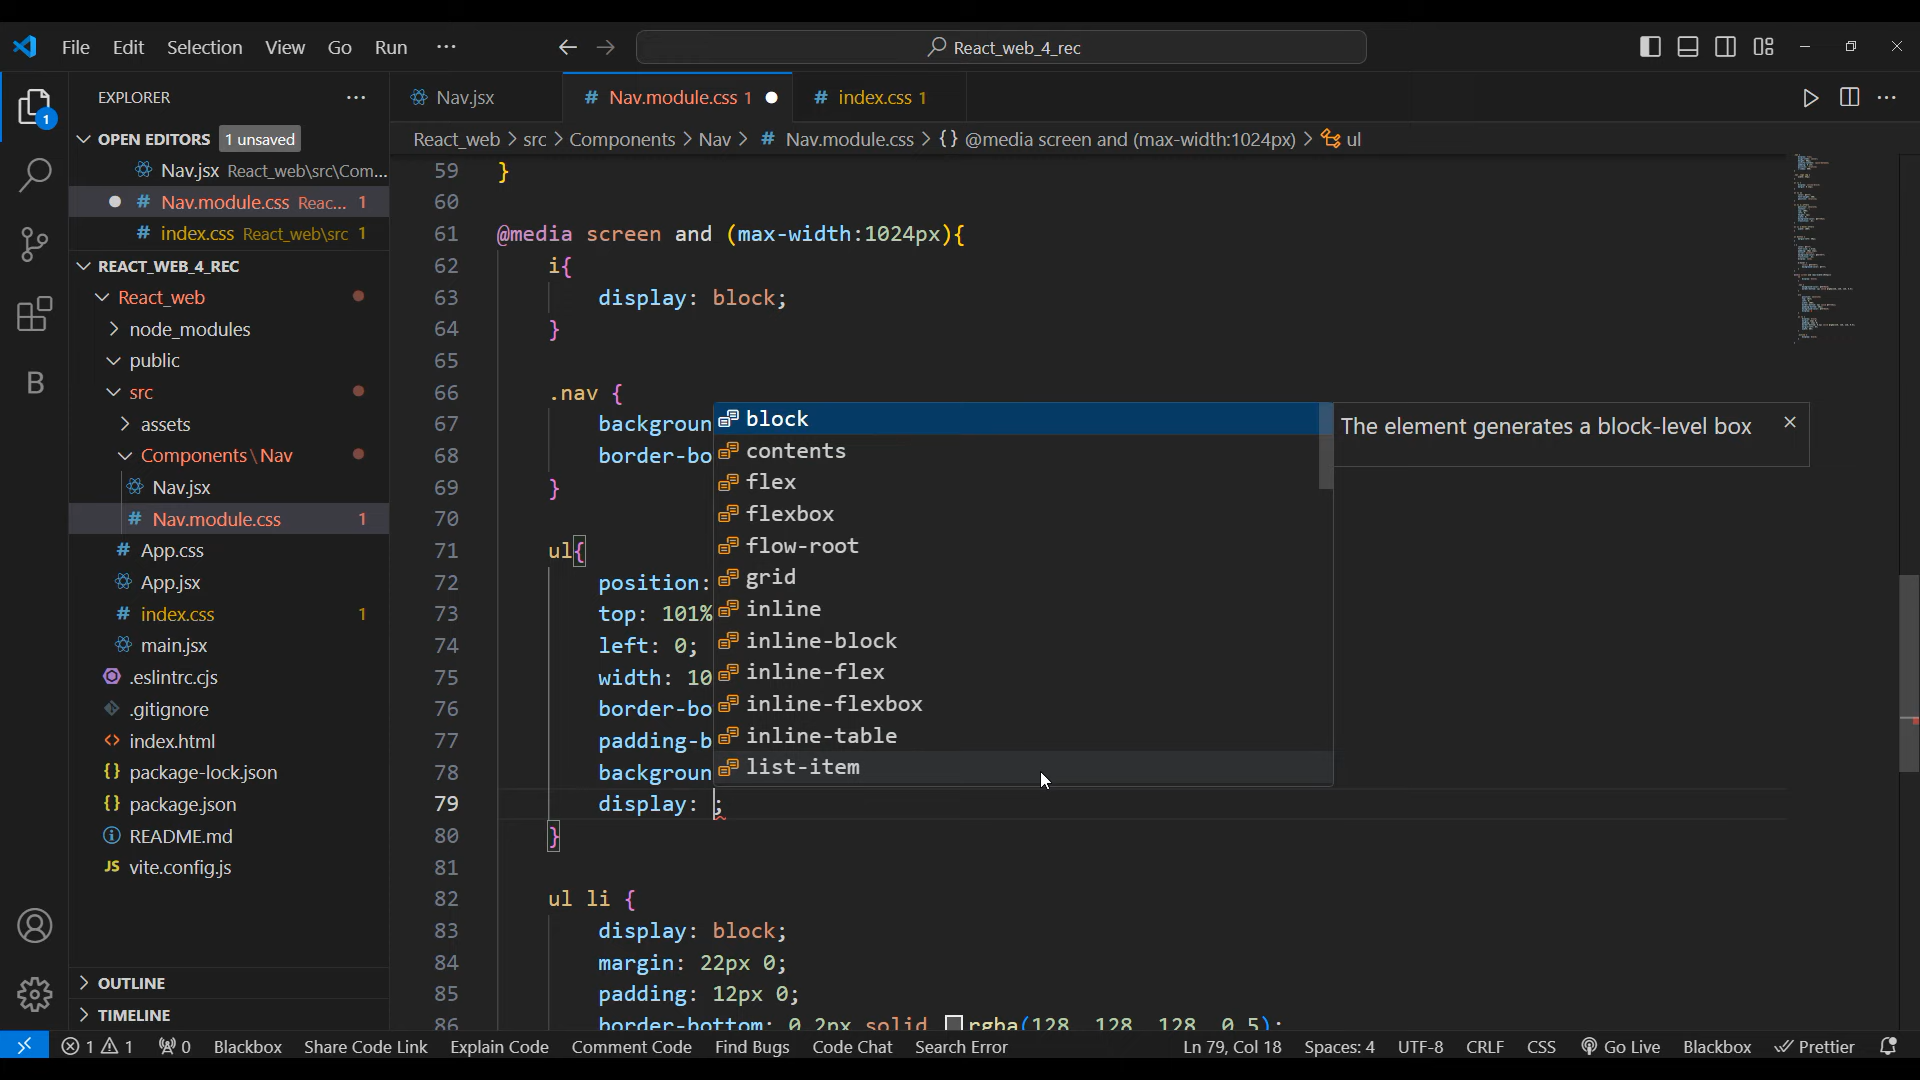 File Edit Selection View Go Run ··· React_web_4_rec
EXPLORER ···
OPEN EDITORS 1 unsaved
Nav.jsx React_web\src\Com...
Nav.module.css Reac... 1
index.css React_web\src 1
REACT_WEB_4_REC
React_web
node_modules
public
src
assets
Components\Nav
Nav.jsx
Nav.module.css 1
App.css
App.jsx
index.css 1
main.jsx
.eslintrc.cjs
.gitignore
index.html
package-lock.json
package.json
README.md
vite.config.js
OUTLINE
TIMELINE
Nav.jsx Nav.module.css 1 index.css 1
React_web > src > Components > Nav > # Nav.module.css > {} @media screen and (max-width:1024px) > ul
59 }
60
61 @media screen and (max-width:1024px){
62 i{
63 display: block;
64 }
65
66 .nav {
67 backgroun
68 border-bo
69 }
70
71 ul{
72 position:
73 top: 101%
74 left: 0;
75 width: 10
76 border-bo
77 padding-b
78 backgroun
79 display: ;
80 }
81
82 ul li {
83 display: block;
84 margin: 22px 0;
85 padding: 12px 0;
86 border-bottom: 0.2px solid rgba(128, 128, 128, 0.5);
block
contents
flex
flexbox
flow-root
grid
inline
inline-block
inline-flex
inline-flexbox
inline-table
list-item
The element generates a block-level box
1 1 0 Blackbox Share Code Link Explain Code Comment Code Find Bugs Code Chat Search Error Ln 79, Col 18 Spaces: 4 UTF-8 CRLF CSS Go Live Blackbox Prettier